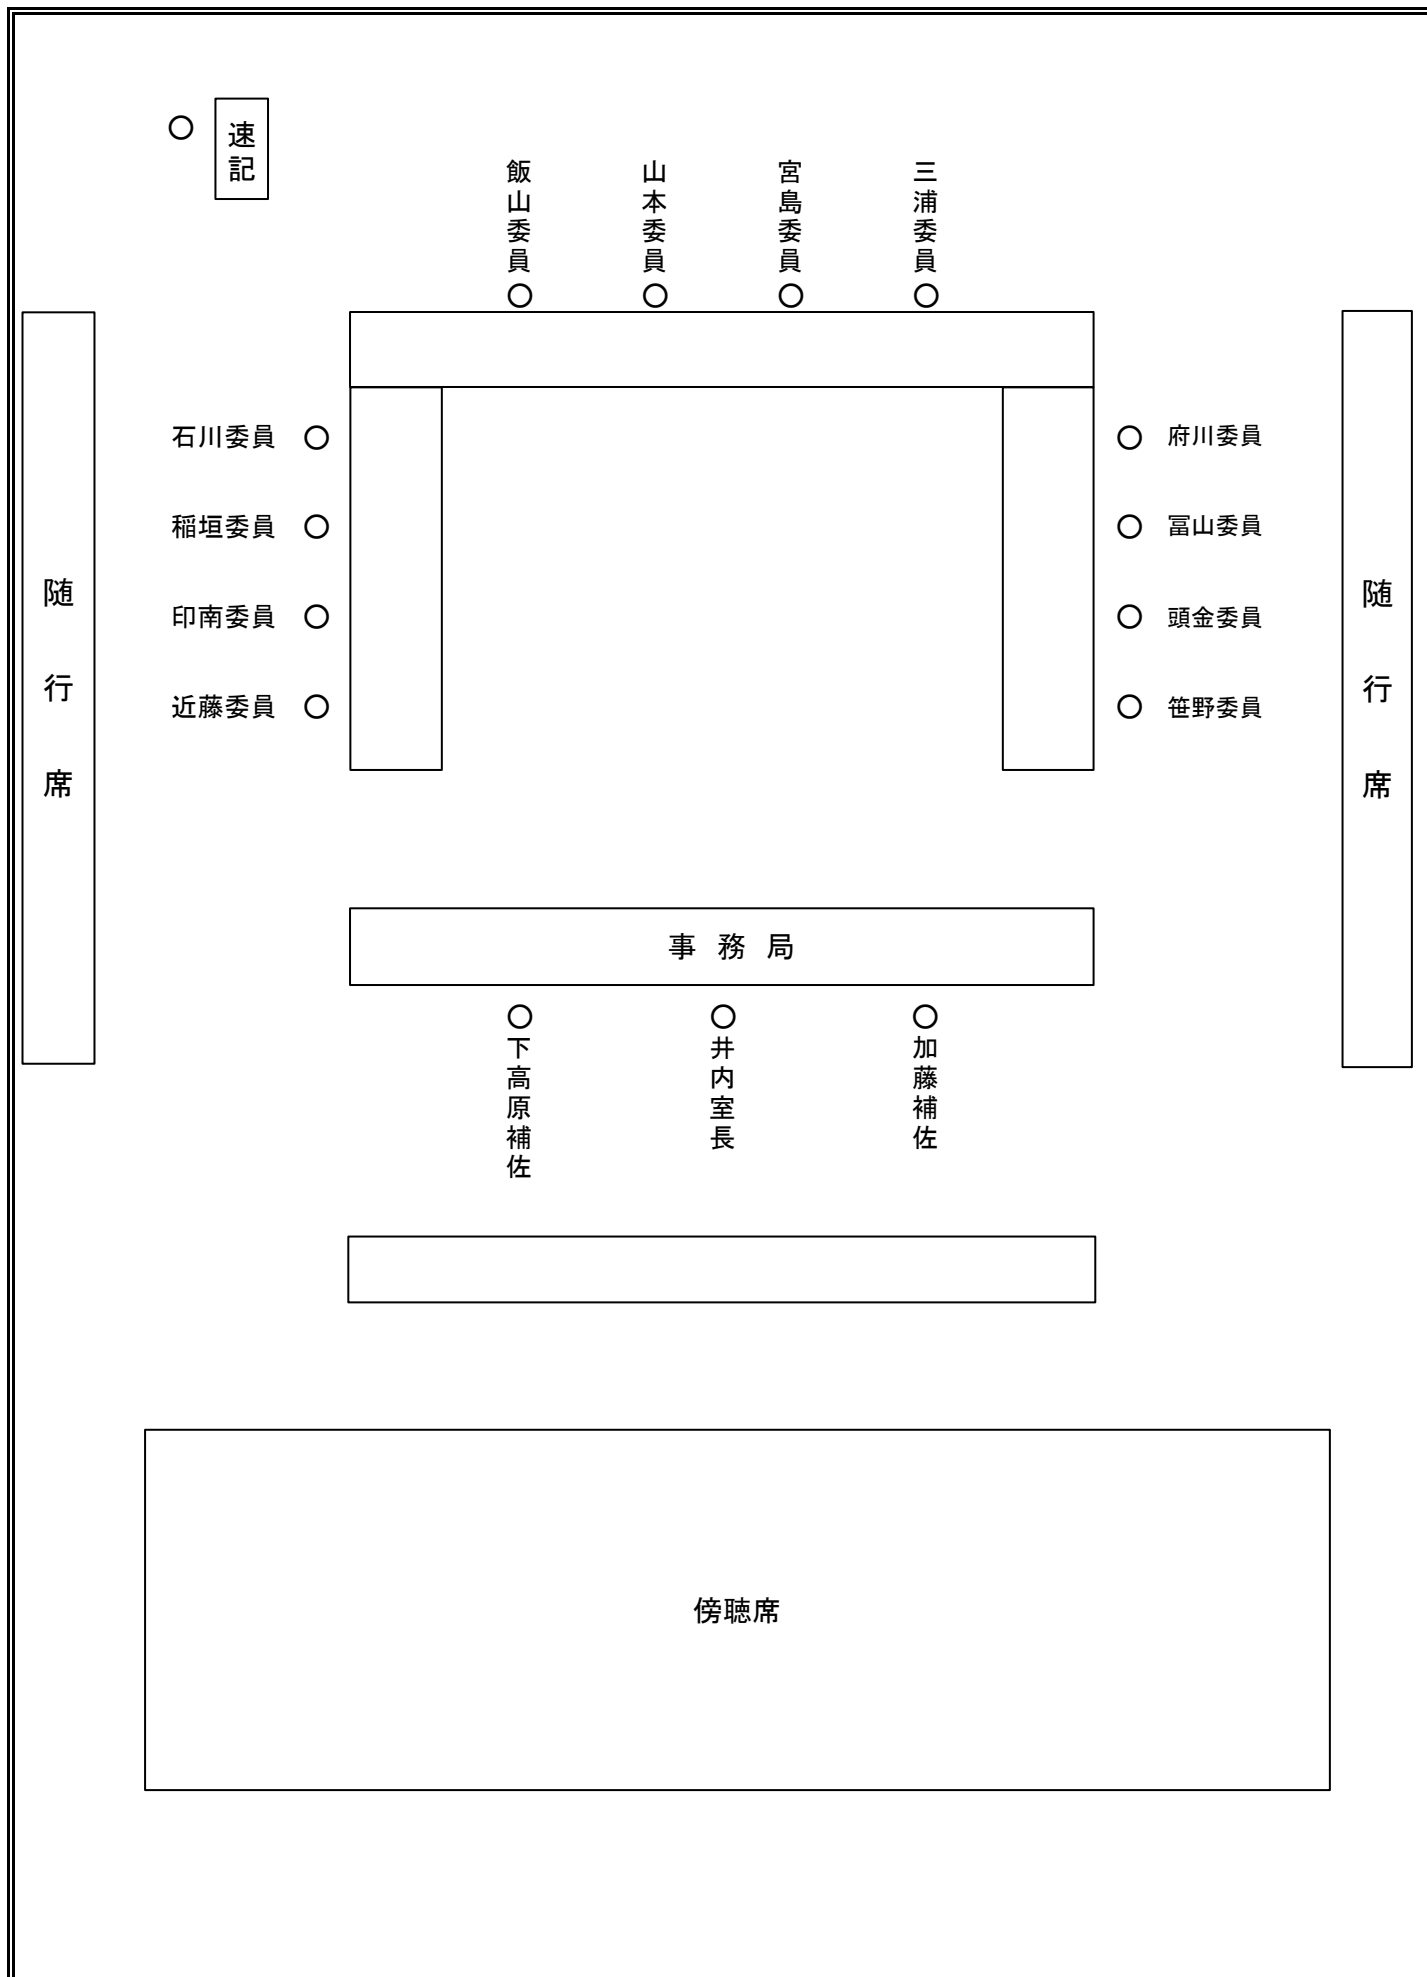 速記
飯山委員
山本委員
宮島委員
三浦委員
石川委員
稲垣委員
印南委員
近藤委員
府川委員
冨山委員
頭金委員
笹野委員
随行席
随行席
事務局
下高原補佐
井内室長
加藤補佐
傍聴席